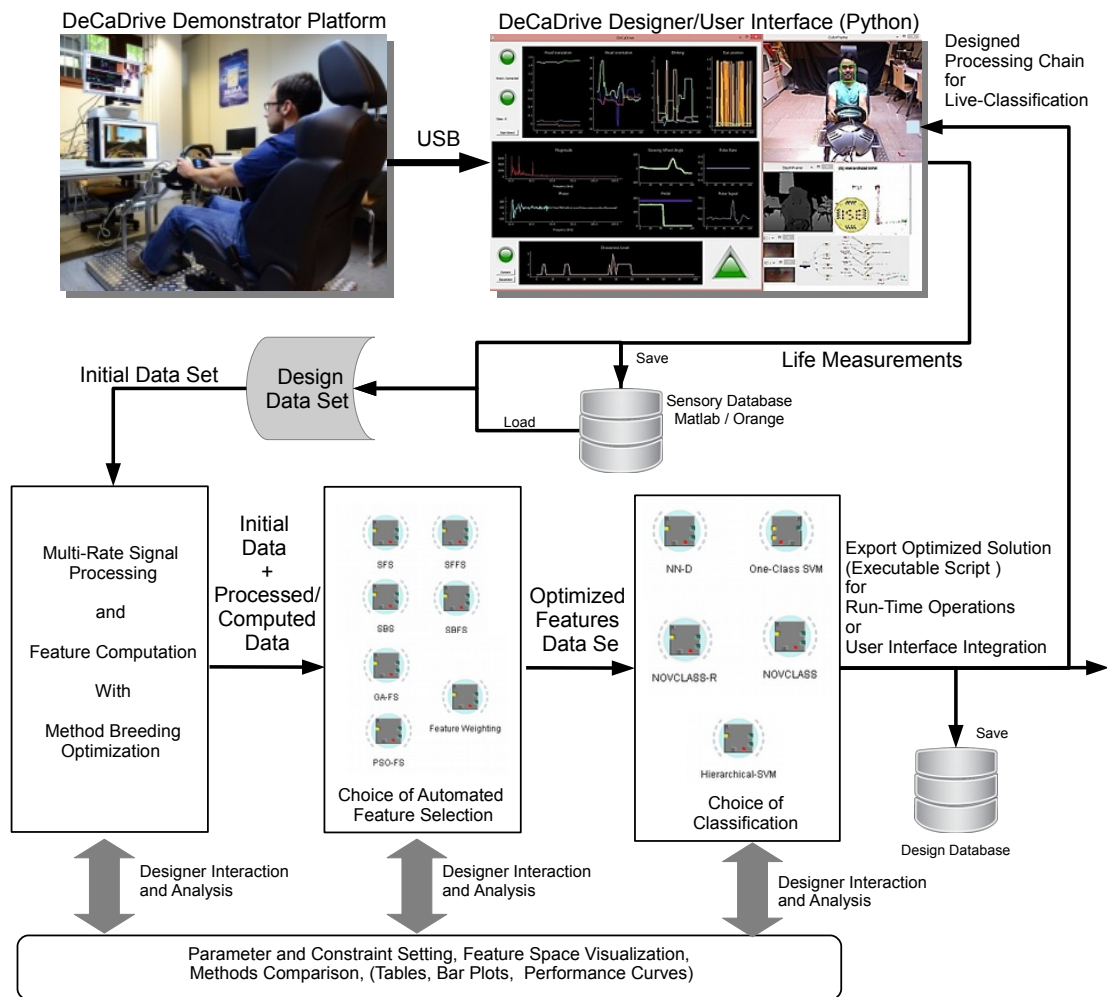 DeCaDrive Demonstrator Platform
DeCaDrive Designer/User Interface (Python)
Designed
Processing Chain
for
Live-Classification
USB
Life Measurements
Save
Load
Sensory Database
Matlab / Orange
Initial Data Set
Design
Data Set
Multi-Rate Signal
Processing
and
Feature Computation
With
Method Breeding
Optimization
Initial
Data
+
Processed/
Computed
Data
SFS
SFFS
SBS
SBFS
GA-FS
Feature Weighting
PSO-FS
Choice of Automated
Feature Selection
Optimized
Features
Data Se
NN-D
One-Class SVM
NOVCLASS-R
NOVCLASS
Hierarchical-SVM
Choice of
Classification
Export Optimized Solution
(Executable Script )
for
Run-Time Operations
or
User Interface Integration
Save
Design Database
Designer Interaction
and Analysis
Designer Interaction
and Analysis
Designer Interaction
and Analysis
Parameter and Constraint Setting, Feature Space Visualization,
Methods Comparison, (Tables, Bar Plots, Performance Curves)